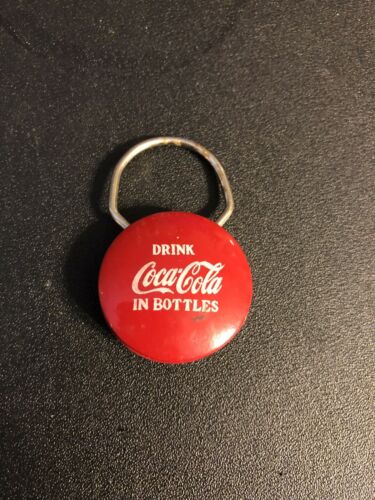 DRINK
Coca-Cola
IN BOTTLES